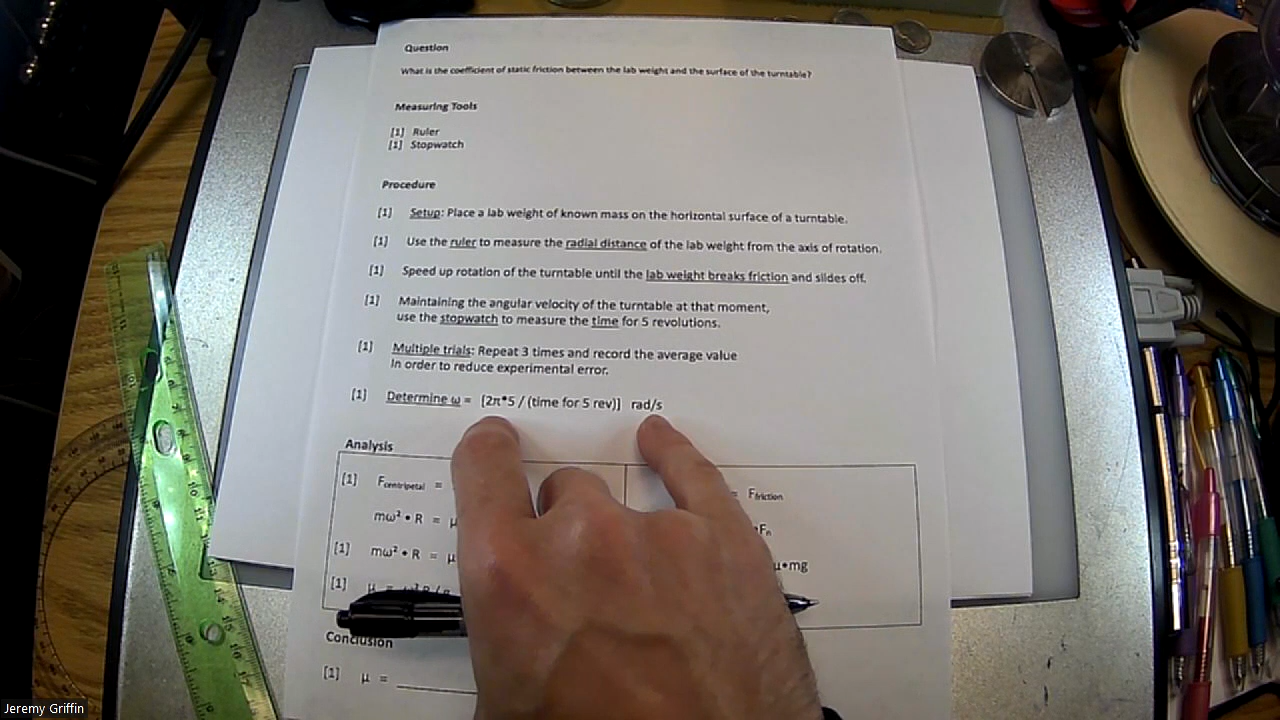 Question
What is the coefficient of static friction between the lab weight and the surface of the turntable?
Measuring Tools
[1] Ruler
[1] Stopwatch
Procedure
[1] Setup: Place a lab weight of known mass on the horizontal surface of a turntable.
[1] Use the ruler to measure the radial distance of the lab weight from the axis of rotation.
[1] Speed up rotation of the turntable until the lab weight breaks friction and slides off.
[1] Maintaining the angular velocity of the turntable at that moment,
use the stopwatch to measure the time for 5 revolutions.
[1] Multiple trials: Repeat 3 times and record the average value
In order to reduce experimental error.
[1] Determine ω = [2π*5 / (time for 5 rev)] rad/s
Analysis
[1] Fcentripetal = = Ffriction
mω² • R = μ Fn
[1] mω² • R = μ μ•mg
[1] μ =
Conclusion
[1] μ =
Jeremy Griffin